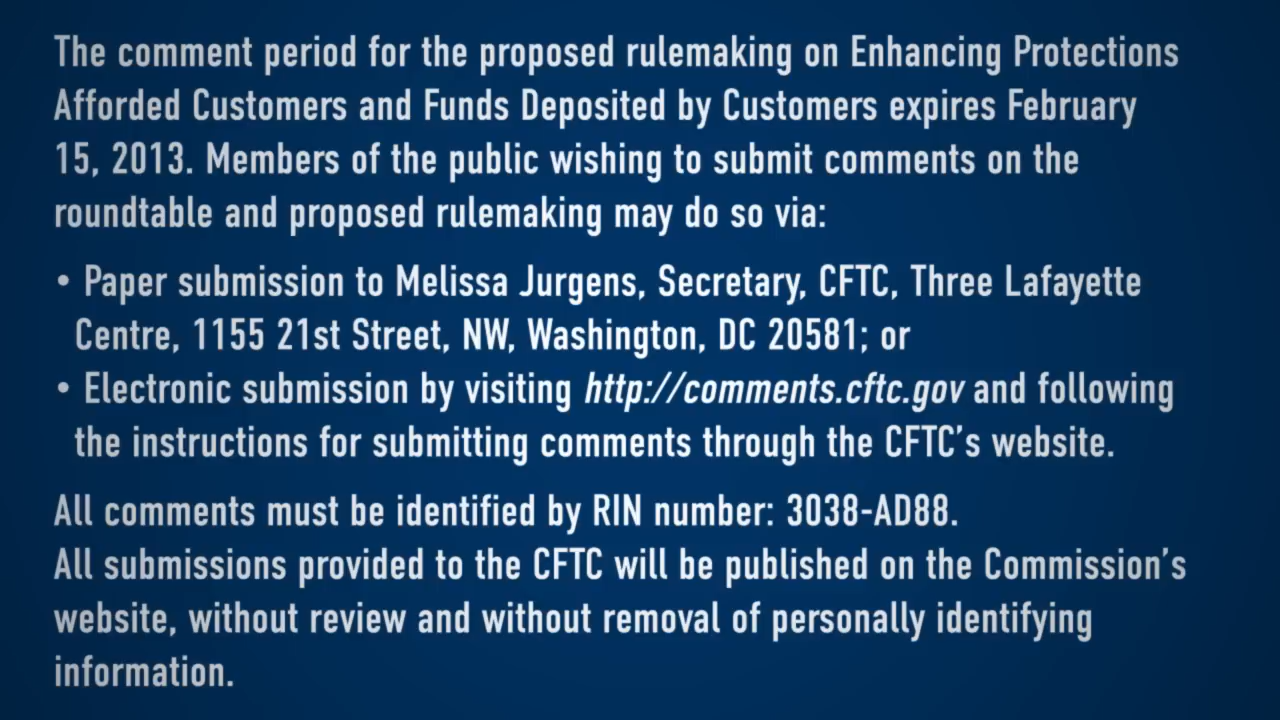 The comment period for the proposed rulemaking on Enhancing Protections
Afforded Customers and Funds Deposited by Customers expires February
15, 2013. Members of the public wishing to submit comments on the
roundtable and proposed rulemaking may do so via:
• Paper submission to Melissa Jurgens, Secretary, CFTC, Three Lafayette
Centre, 1155 21st Street, NW, Washington, DC 20581; or
• Electronic submission by visiting http://comments.cftc.gov and following
the instructions for submitting comments through the CFTC's website.
All comments must be identified by RIN number: 3038-AD88.
All submissions provided to the CFTC will be published on the Commission's
website, without review and without removal of personally identifying
information.